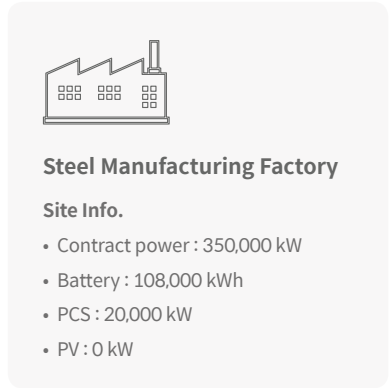 Steel Manufacturing Factory
Site Info.
• Contract power : 350,000 kW
• Battery : 108,000 kWh
• PCS : 20,000 kW
• PV : 0 kW